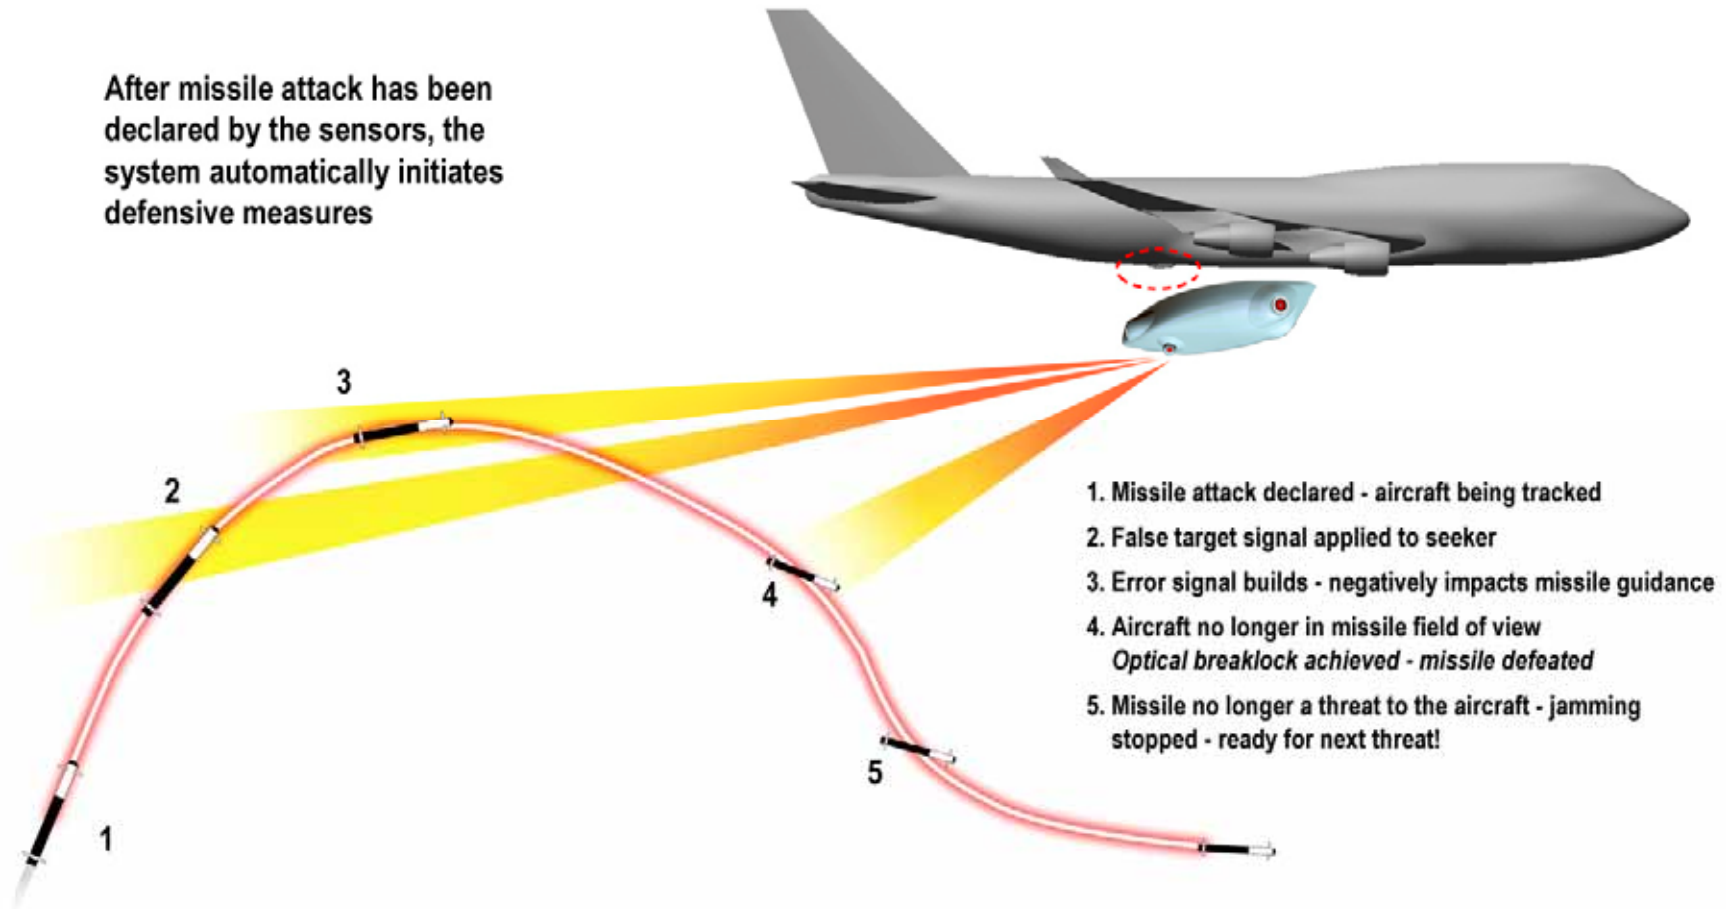 After missile attack has been
declared by the sensors, the
system automatically initiates
defensive measures
3
2
4
5
1
1. Missile attack declared - aircraft being tracked
2. False target signal applied to seeker
3. Error signal builds - negatively impacts missile guidance
4. Aircraft no longer in missile field of view
Optical breaklock achieved - missile defeated
5. Missile no longer a threat to the aircraft - jamming
stopped - ready for next threat!